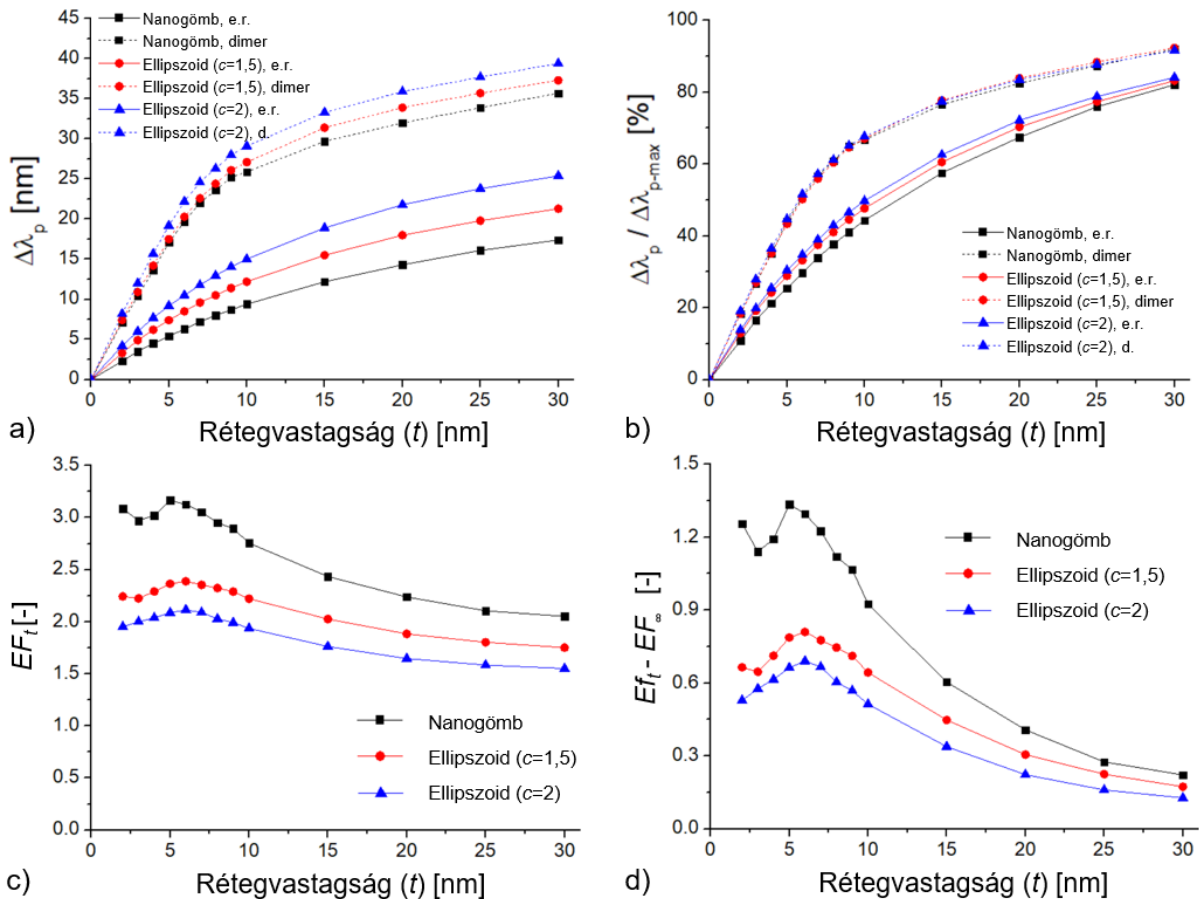 a)
45
40
35
30
25
20
15
10
5
0
Δλp [nm]
Nanogömb, e.r.
Nanogömb, dimer
Ellipszoid (c=1,5), e.r.
Ellipszoid (c=1,5), dimer
Ellipszoid (c=2), e.r.
Ellipszoid (c=2), d.
0 5 10 15 20 25 30
Rétegvastagság (t) [nm]
b)
100
80
60
40
20
0
Δλp / Δλp-max [%]
Nanogömb, e.r.
Nanogömb, dimer
Ellipszoid (c=1,5), e.r.
Ellipszoid (c=1,5), dimer
Ellipszoid (c=2), e.r.
Ellipszoid (c=2), d.
0 5 10 15 20 25 30
Rétegvastagság (t) [nm]
c)
3.5
3.0
2.5
2.0
1.5
1.0
0.5
0.0
EFt [-]
Nanogömb
Ellipszoid (c=1,5)
Ellipszoid (c=2)
0 5 10 15 20 25 30
Rétegvastagság (t) [nm]
d)
1.5
1.2
0.9
0.6
0.3
0.0
Eft - EF∞ [-]
Nanogömb
Ellipszoid (c=1,5)
Ellipszoid (c=2)
0 5 10 15 20 25 30
Rétegvastagság (t) [nm]